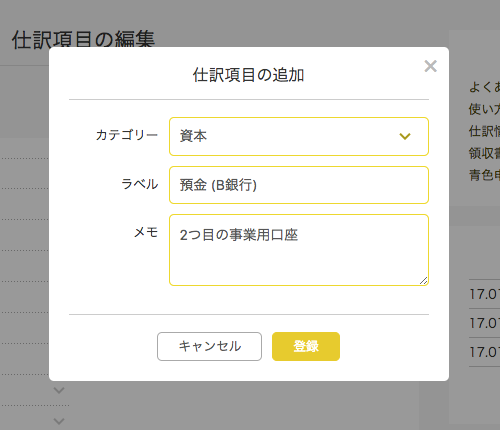 仕訳項目の編集
仕訳項目の追加
カテゴリー
資本
ラベル
預金 (B銀行)
メモ
2つ目の事業用口座
キャンセル
登録
よくあ
使い方
仕訳帳
領収書
青色申
17.01
17.01
17.01